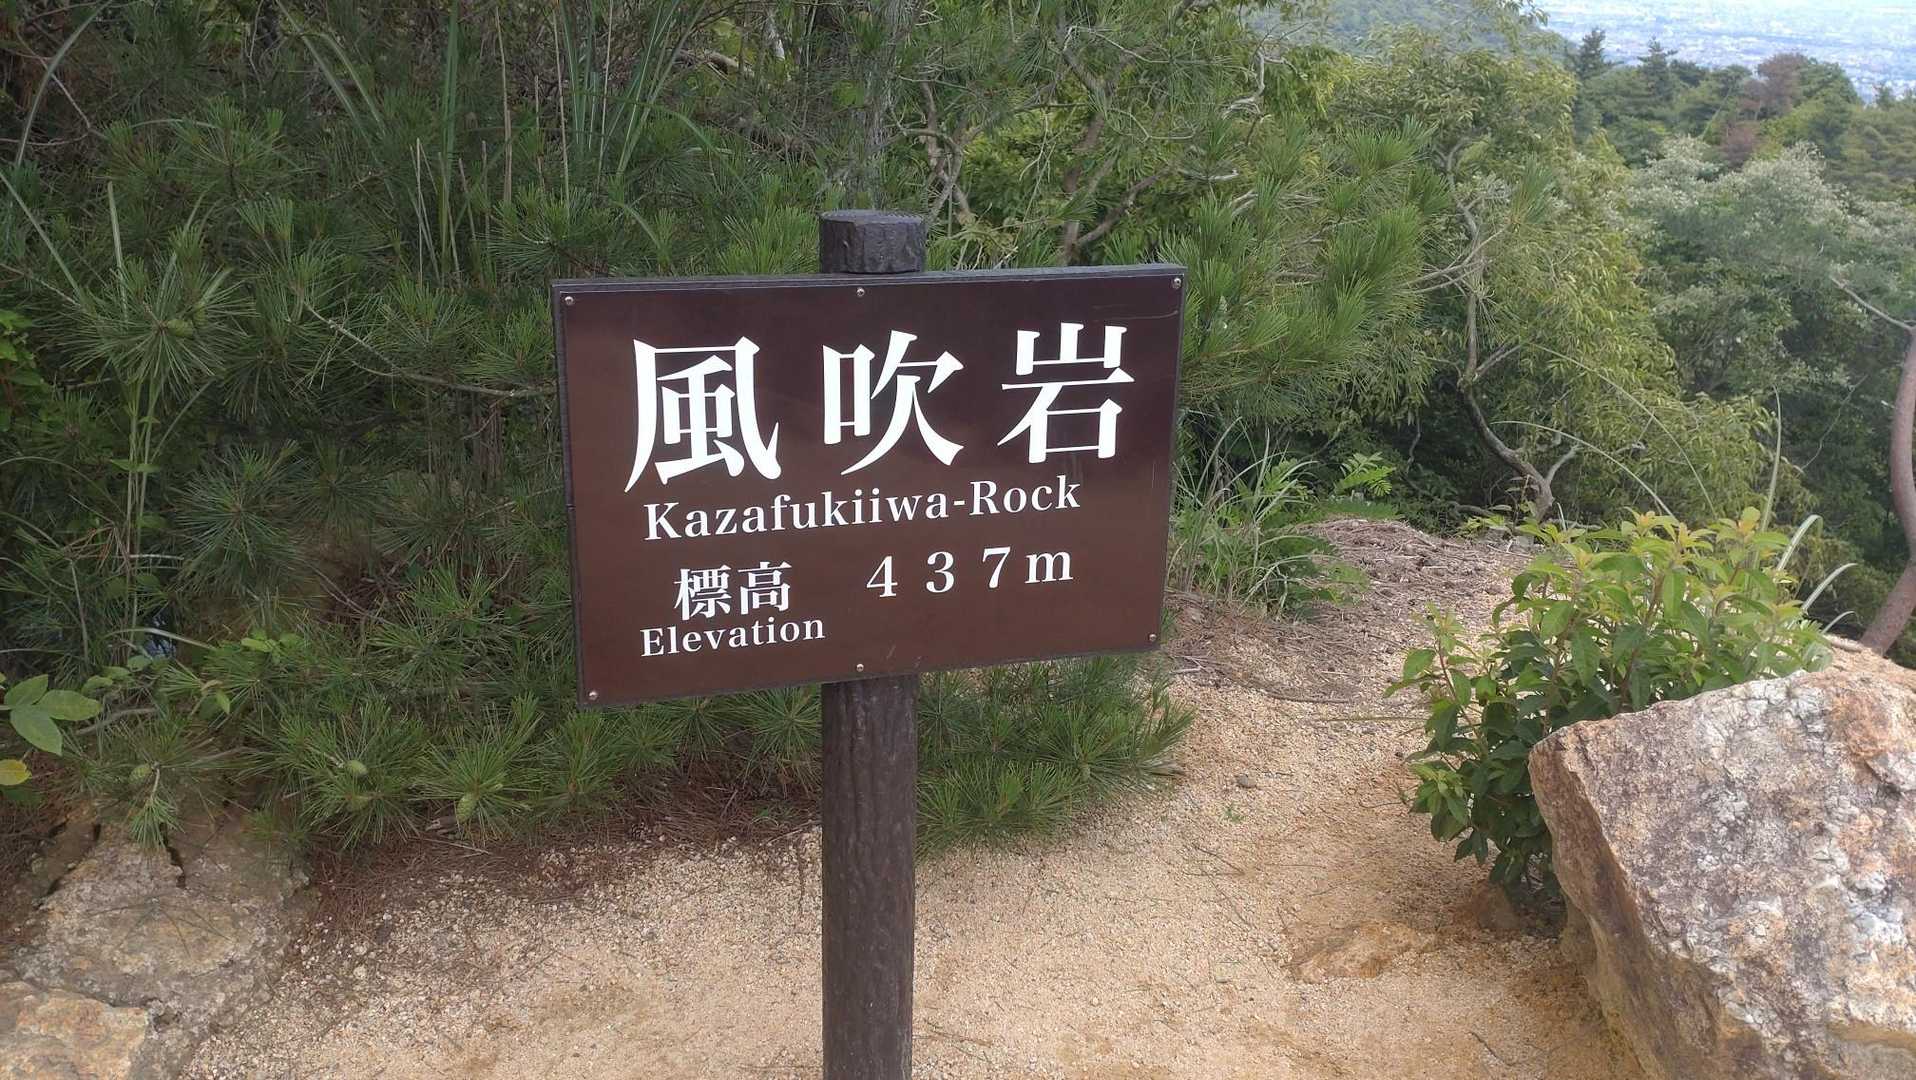 風吹岩
Kazafukiiwa-Rock
標高 437m
Elevation